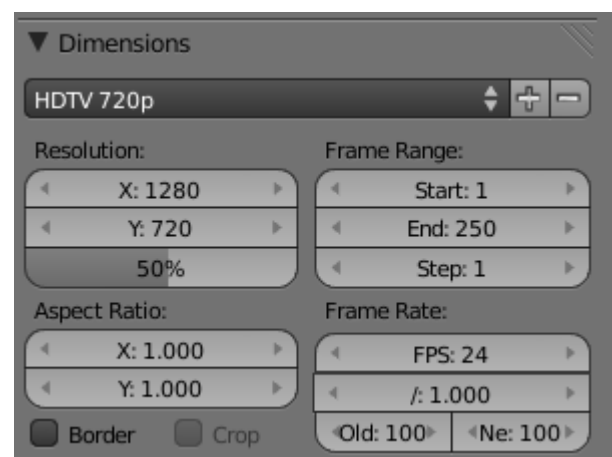 Dimensions
HDTV 720p
Resolution:
X: 1280
Y: 720
50%
Frame Range:
Start: 1
End: 250
Step: 1
Aspect Ratio:
X: 1.000
Y: 1.000
Border Crop
Frame Rate:
FPS: 24
/: 1.000
Old: 100 Ne: 100